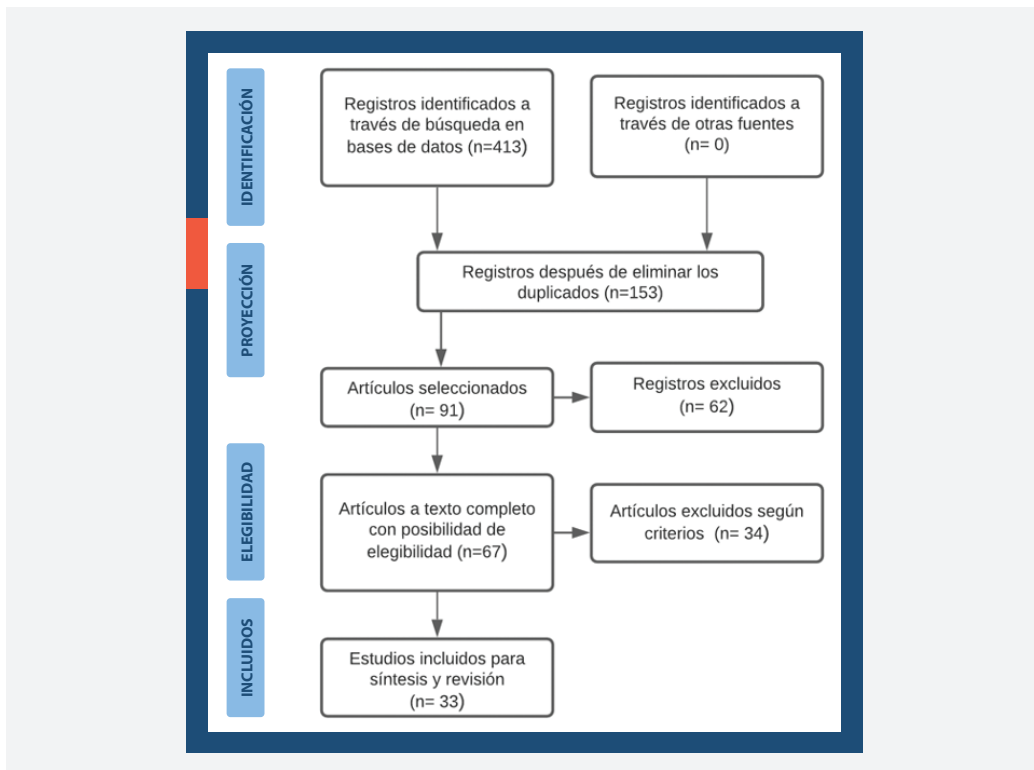 IDENTIFICACIÓN
Registros identificados a
través de búsqueda en
bases de datos (n=413)
Registros identificados a
través de otras fuentes
(n= 0)
PROYECCIÓN
Registros después de eliminar los
duplicados (n=153)
Artículos seleccionados
(n= 91)
Registros excluidos
(n= 62)
ELEGIBILIDAD
Artículos a texto completo
con posibilidad de
elegibilidad (n=67)
Artículos excluidos según
criterios (n= 34)
INCLUIDOS
Estudios incluidos para
síntesis y revisión
(n= 33)